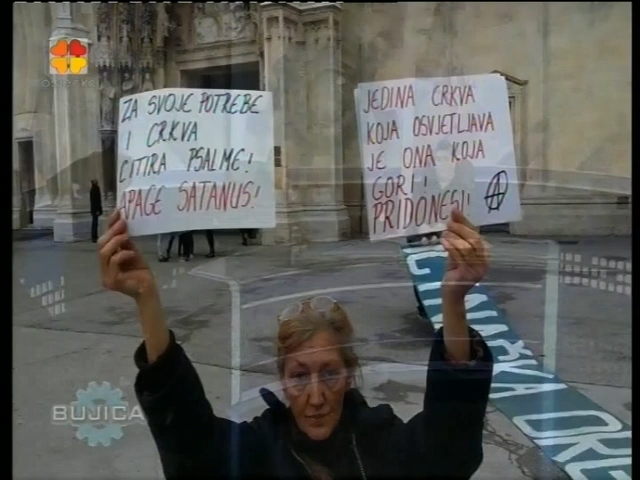 ZA SVOJE POTREBE
I CRKVA
CITIRA PSALME!
APAGE SATANUS!
JEDINA CRKVA
KOJA OSVJETLJAVA
JE ONA KOJA
GORI!
PRIDONESI!
BUJICA